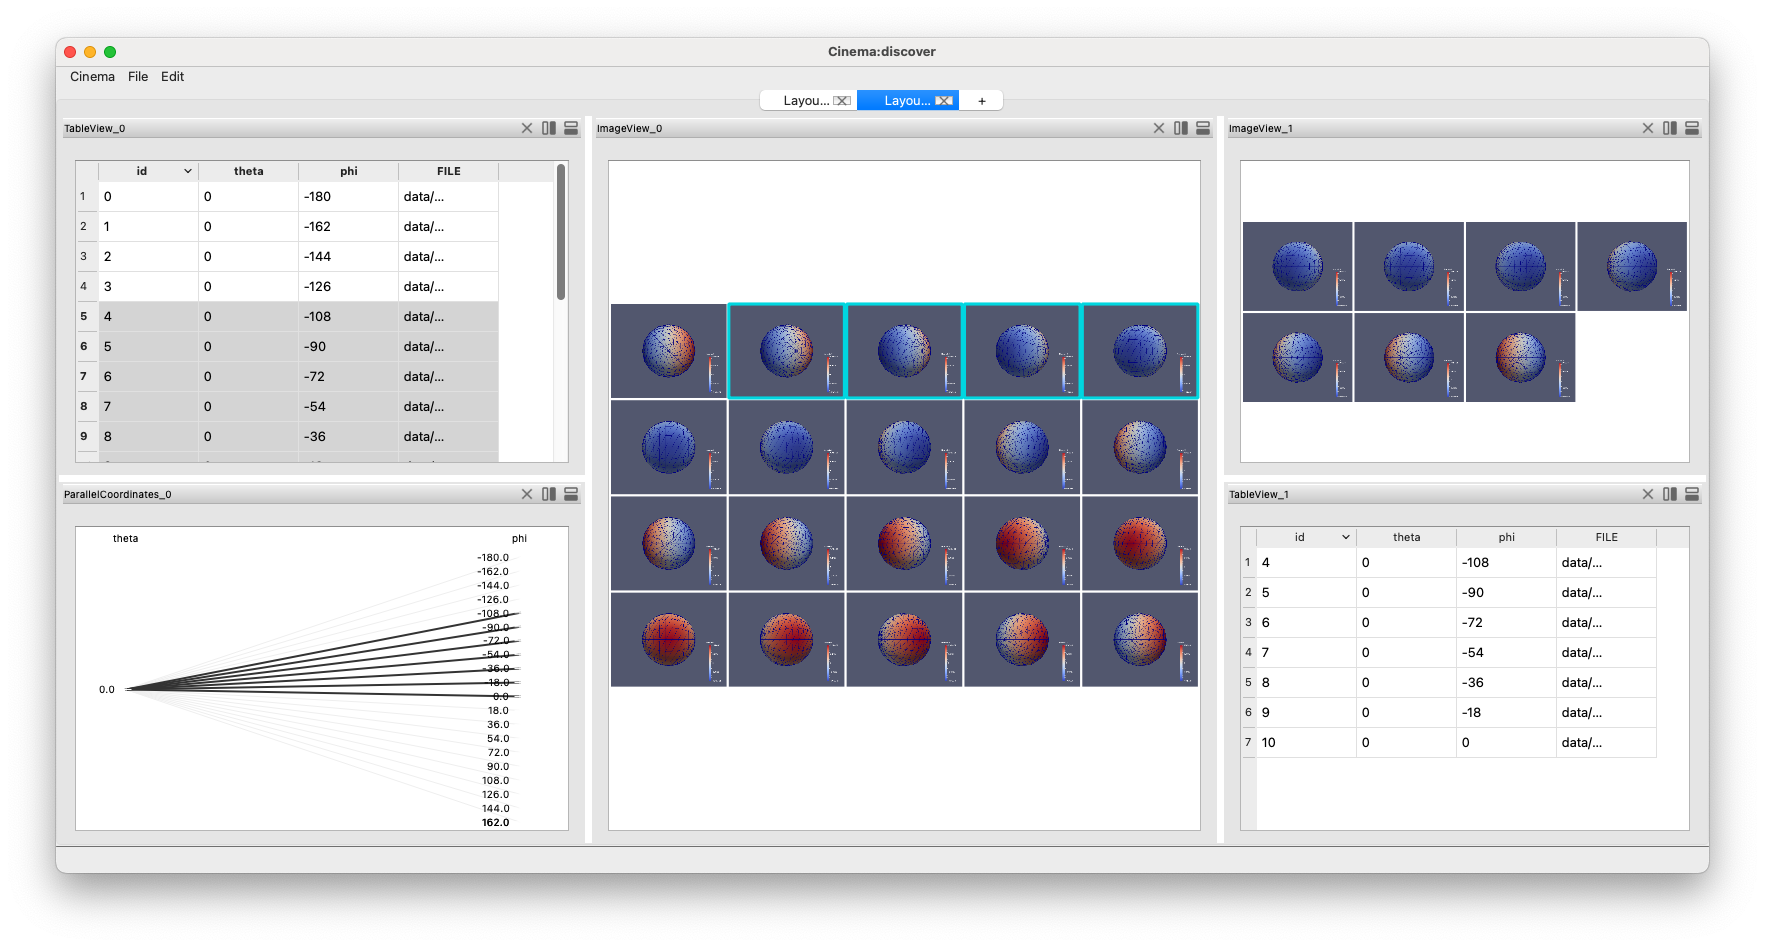 Cinema:discover
Cinema File Edit
Layou... Layou... +
TableView_0
id theta phi FILE
1 0 0 -180 data/...
2 1 0 -162 data/...
3 2 0 -144 data/...
4 3 0 -126 data/...
5 4 0 -108 data/...
6 5 0 -90 data/...
7 6 0 -72 data/...
8 7 0 -54 data/...
9 8 0 -36 data/...
ParallelCoordinates_0
theta phi
0.0
-180.0
-162.0
-144.0
-126.0
-108.0
-90.0
-72.0
-54.0
-36.0
-18.0
0.0
18.0
36.0
54.0
72.0
90.0
108.0
126.0
144.0
162.0
ImageView_0
ImageView_1
TableView_1
id theta phi FILE
1 4 0 -108 data/...
2 5 0 -90 data/...
3 6 0 -72 data/...
4 7 0 -54 data/...
5 8 0 -36 data/...
6 9 0 -18 data/...
7 10 0 0 data/...